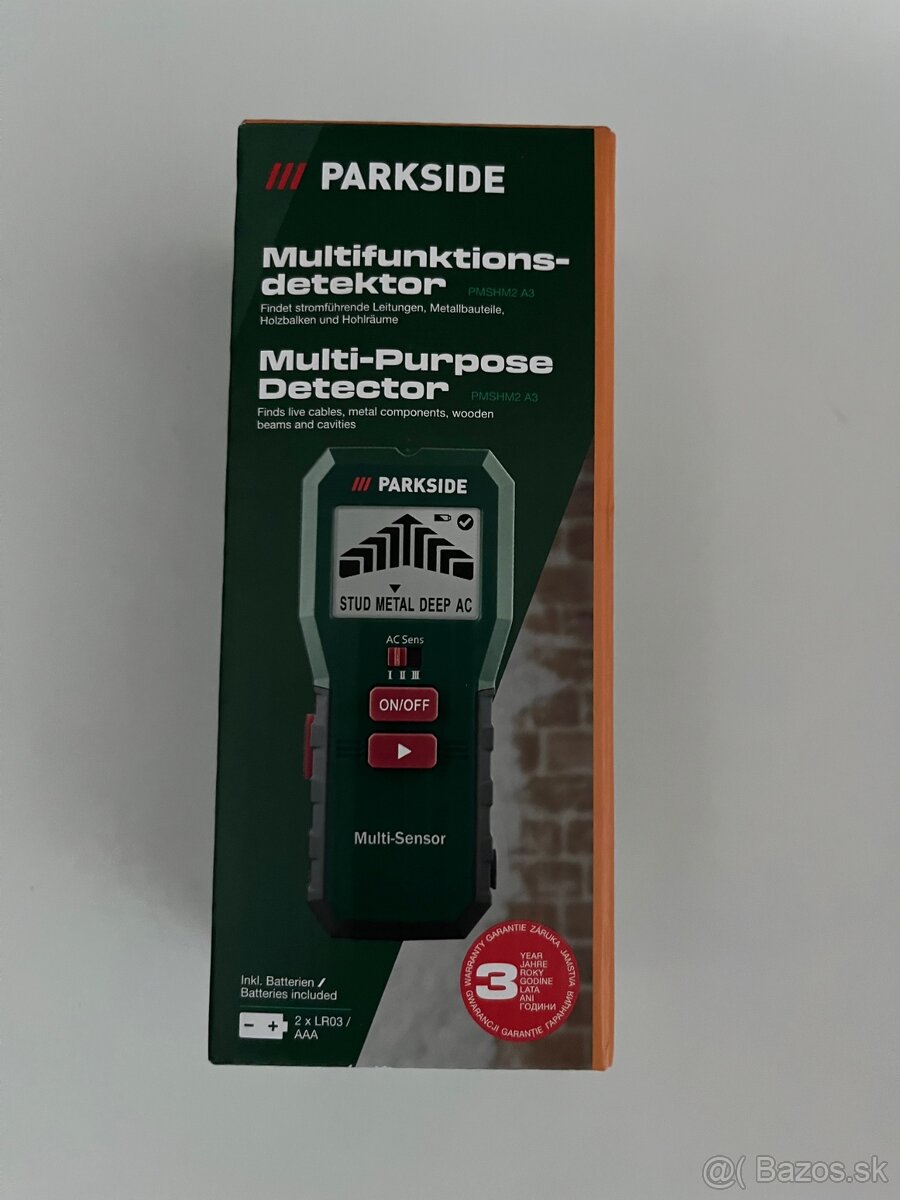 PARKSIDE
Multifunktions-
detektor PMSHM2 A3
Findet stromführende Leitungen, Metallbauteile,
Holzbalken und Hohlräume
Multi-Purpose
Detector PMSHM2 A3
Finds live cables, metal components, wooden
beams and cavities
PARKSIDE
STUD METAL DEEP AC
AC Sens
I II III
ON/OFF
Multi-Sensor
Inkl. Batterien /
Batteries included
2 x LR03 /
AAA
WARRANTY GARANTIE ZÁRUKA JAMSTVA
3
YEAR
JAHRE
ROKY
GODINE
LATA
ANI
ГОДИНИ
GWARANCJI GARANȚIE ГАРАНЦИЯ
@( Bazos.sk